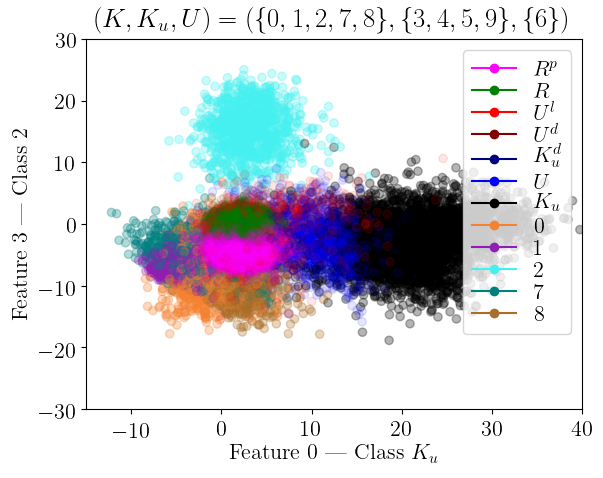 (K, K_u, U) = ({0, 1, 2, 7, 8}, {3, 4, 5, 9}, {6})
30
20
10
0
−10
−20
−30
Feature 3 — Class 2
−10
0
10
20
30
40
Feature 0 — Class K_u
R^p
R
U^l
U^d
K_u^d
U
K_u
0
1
2
7
8